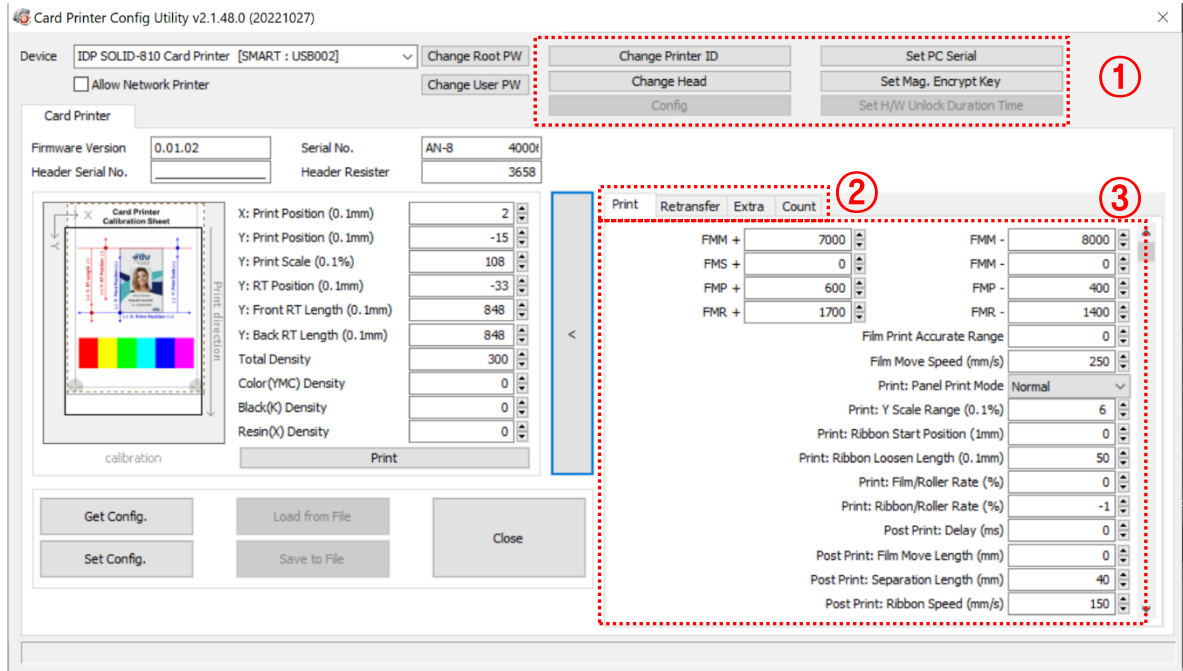 Card Printer Config Utility v2.1.48.0 (20221027)
Device IDP SOLID-810 Card Printer [SMART : USB002] Change Root PW Change Printer ID Set PC Serial
Allow Network Printer Change User PW Change Head Set Mag. Encrypt Key
Config Set H/W Unlock Duration Time
①
Card Printer
Firmware Version 0.01.02 Serial No. AN-8 4000
Header Serial No. Header Resister 3658
Card Printer
Calibration Sheet
X
Y
edu
Print direction
calibration
X: Print Position (0.1mm) 2
Y: Print Position (0.1mm) -15
Y: Print Scale (0.1%) 108
Y: RT Position (0.1mm) -33
Y: Front RT Length (0.1mm) 848
Y: Back RT Length (0.1mm) 848
Total Density 300
Color(YMC) Density 0
Black(K) Density 0
Resin(X) Density 0
Print
<
Get Config. Load from File Close
Set Config. Save to File
②
③
Print Retransfer Extra Count
FMM + 7000 FMM - 8000
FMS + 0 FMM - 0
FMP + 600 FMP - 400
FMR + 1700 FMR - 1400
Film Print Accurate Range 0
Film Move Speed (mm/s) 250
Print: Panel Print Mode Normal
Print: Y Scale Range (0.1%) 6
Print: Ribbon Start Position (1mm) 0
Print: Ribbon Loosen Length (0.1mm) 50
Print: Film/Roller Rate (%) 0
Print: Ribbon/Roller Rate (%) -1
Post Print: Delay (ms) 0
Post Print: Film Move Length (mm) 0
Post Print: Separation Length (mm) 40
Post Print: Ribbon Speed (mm/s) 150